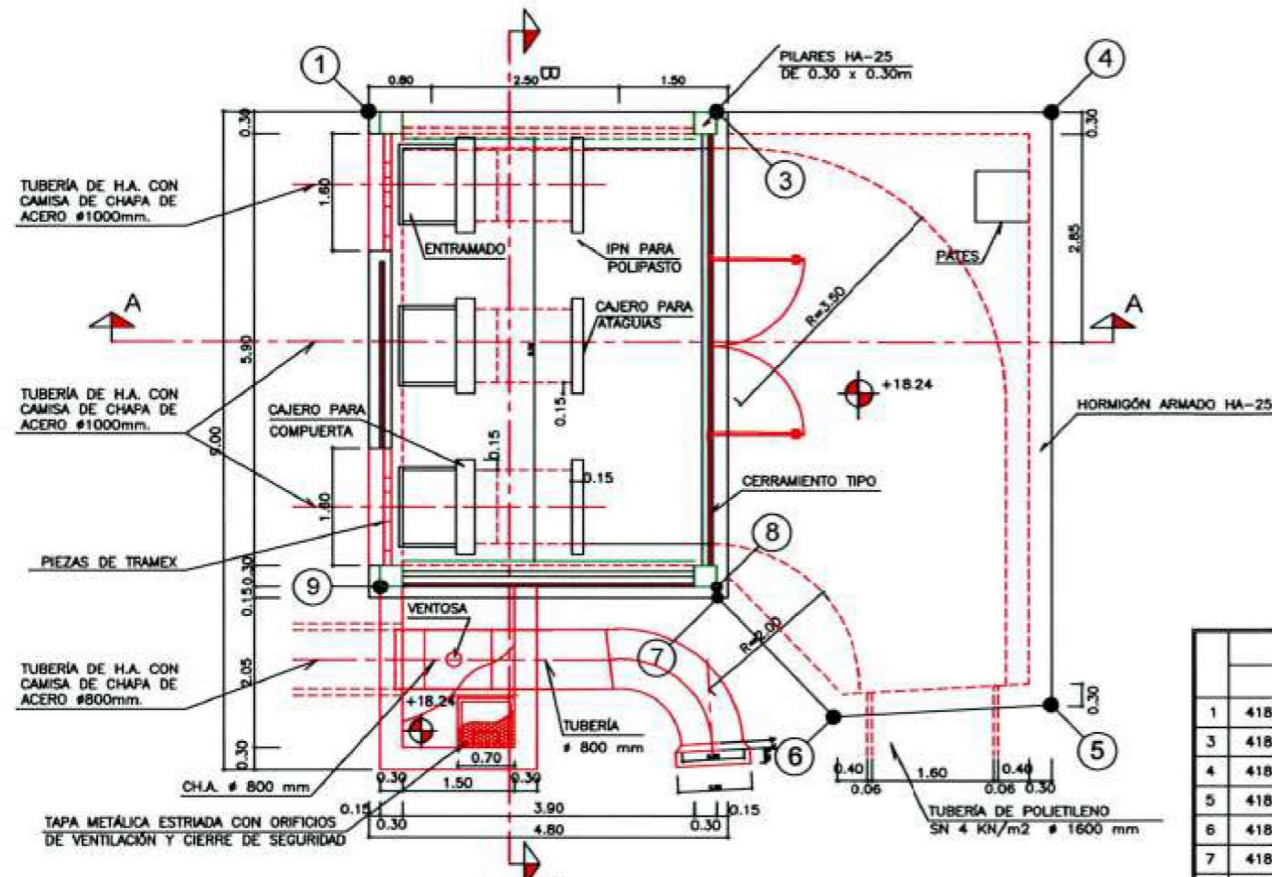 1
B
PILARES HA-25
DE 0.30 x 0.30m
4
0.60
2.50
1.50
0.30
0.30
3
TUBERÍA DE H.A. CON
CAMISA DE CHAPA DE
ACERO ø1000mm.
1.60
ENTRAMADO
IPN PARA
POLIPASTO
PATES
2.85
A
CAJERO PARA
ATAGUIAS
R=3.50
A
5.90
+18.24
TUBERÍA DE H.A. CON
CAMISA DE CHAPA DE
ACERO ø1000mm.
9.00
CAJERO PARA
COMPUERTA
0.15
HORMIGÓN ARMADO HA-25
0.15
0.15
1.60
CERRAMIENTO TIPO
8
PIEZAS DE TRAMEX
0.30
0.15
9
VENTOSA
R=2.00
7
TUBERÍA DE H.A. CON
CAMISA DE CHAPA DE
ACERO ø800mm.
2.05
+18.24
TUBERÍA
ø 800 mm
0.30
6
5
0.30
0.70
CH.A. ø 800 mm
0.30
1.50
0.30
0.40
1.60
0.40
0.30
0.06
0.06
0.15
3.90
0.15
0.30
0.30
4.80
TAPA METÁLICA ESTRIADA CON ORIFICIOS
DE VENTILACIÓN Y CIERRE DE SEGURIDAD
TUBERÍA DE POLIETILENO
SN 4 KN/m2 ø 1600 mm
1 418
3 418
4 418
5 418
6 418
7 418